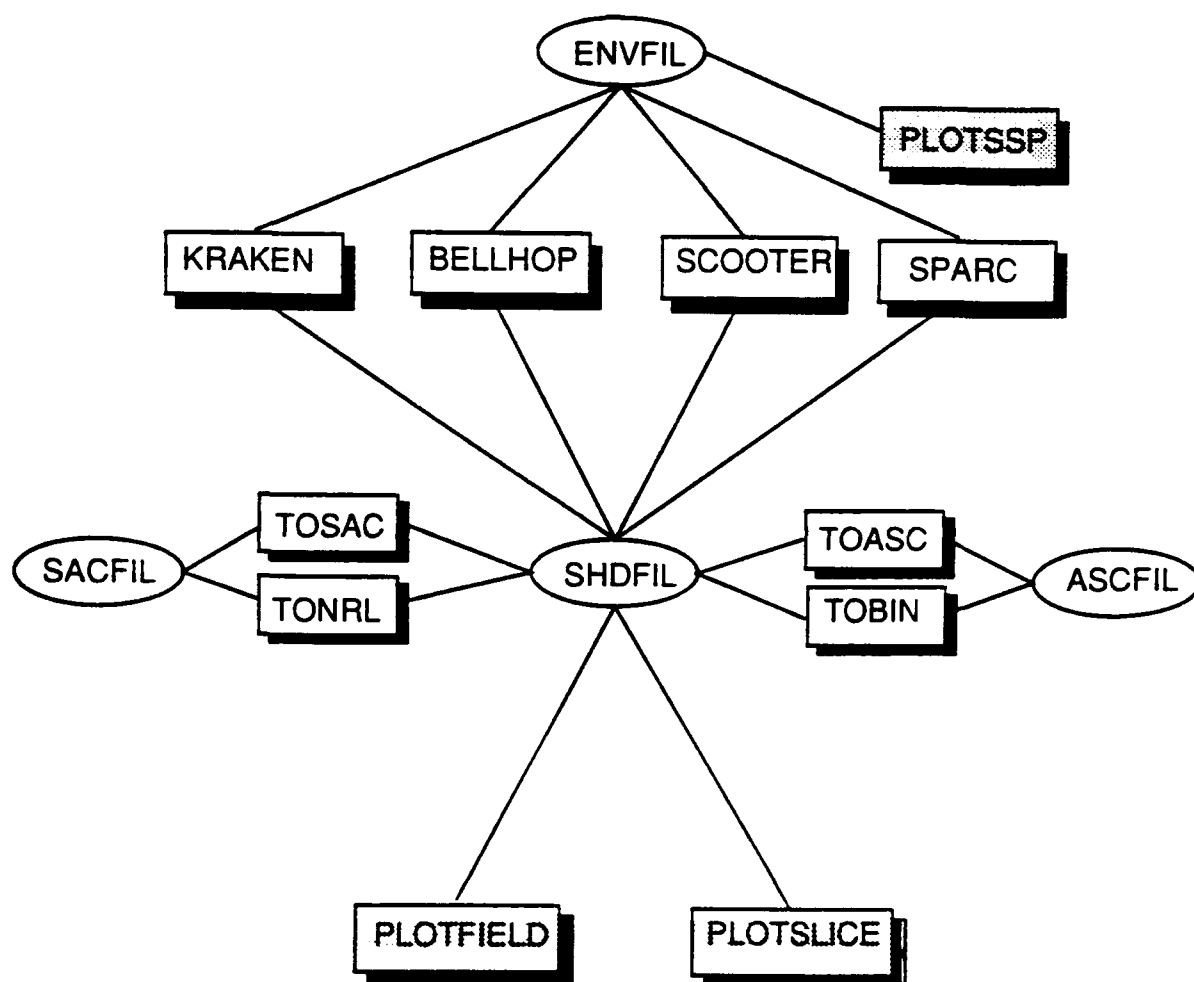 ENVFIL
PLOTSSP
KRAKEN
BELLHOP
SCOOTER
SPARC
TOSAC
TOASC
SACFIL
SHDFIL
ASCFIL
TONRL
TOBIN
PLOTFIELD
PLOTSLICE